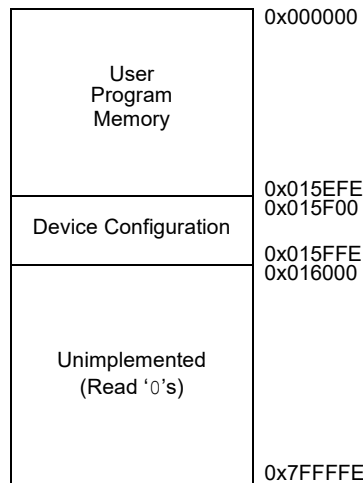 0x000000
User
Program
Memory
0x015EFE
0x015F00
Device Configuration
0x015FFE
0x016000
Unimplemented
(Read ‘0’s)
0x7FFFFE